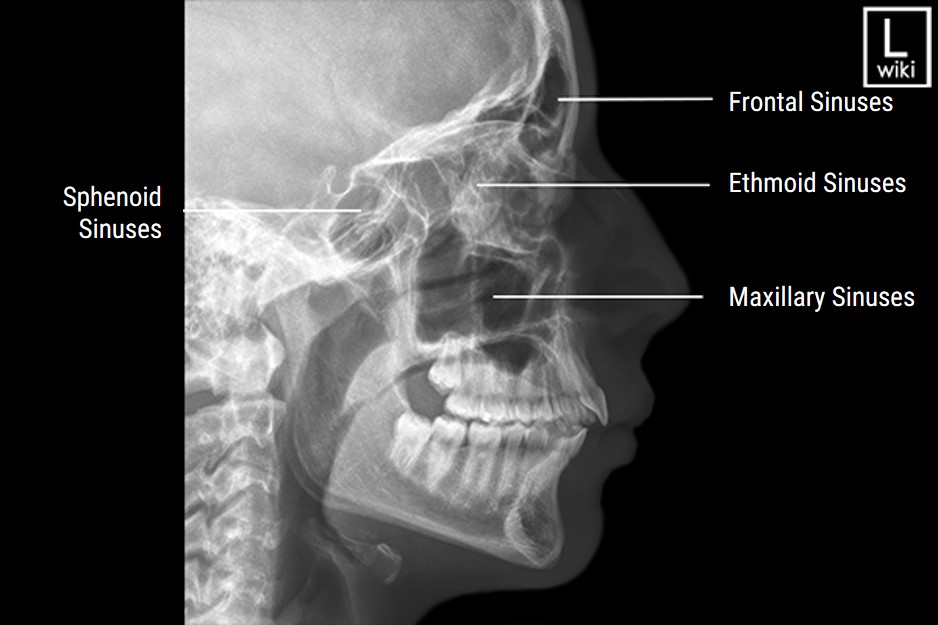 L
wiki
Frontal Sinuses
Ethmoid Sinuses
Sphenoid
Sinuses
Maxillary Sinuses